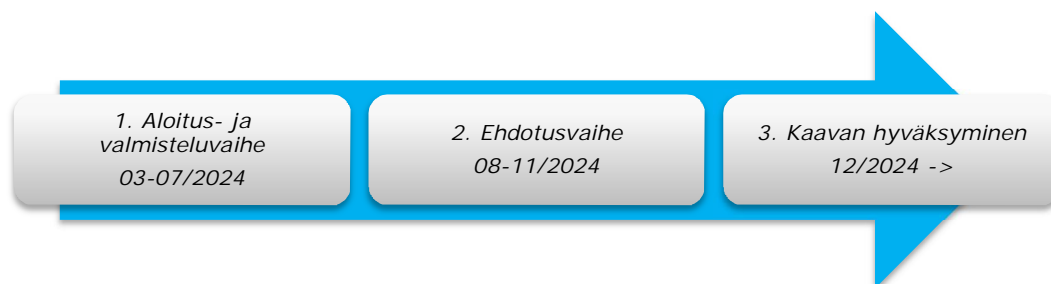 1. Aloitus- ja
valmisteluvaihe
03-07/2024
2. Ehdotusvaihe
08-11/2024
3. Kaavan hyväksyminen
12/2024 ->